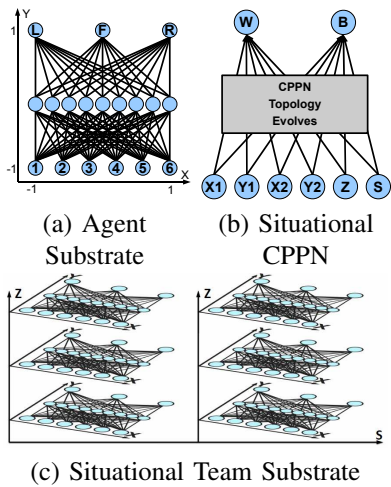 Y
1
L F R
1 2 3 4 5 6
-1
X
-1 1
(a) Agent
Substrate
W B
CPPN
Topology
Evolves
X1 Y1 X2 Y2 Z S
(b) Situational
CPPN
Z Z
S
(c) Situational Team Substrate